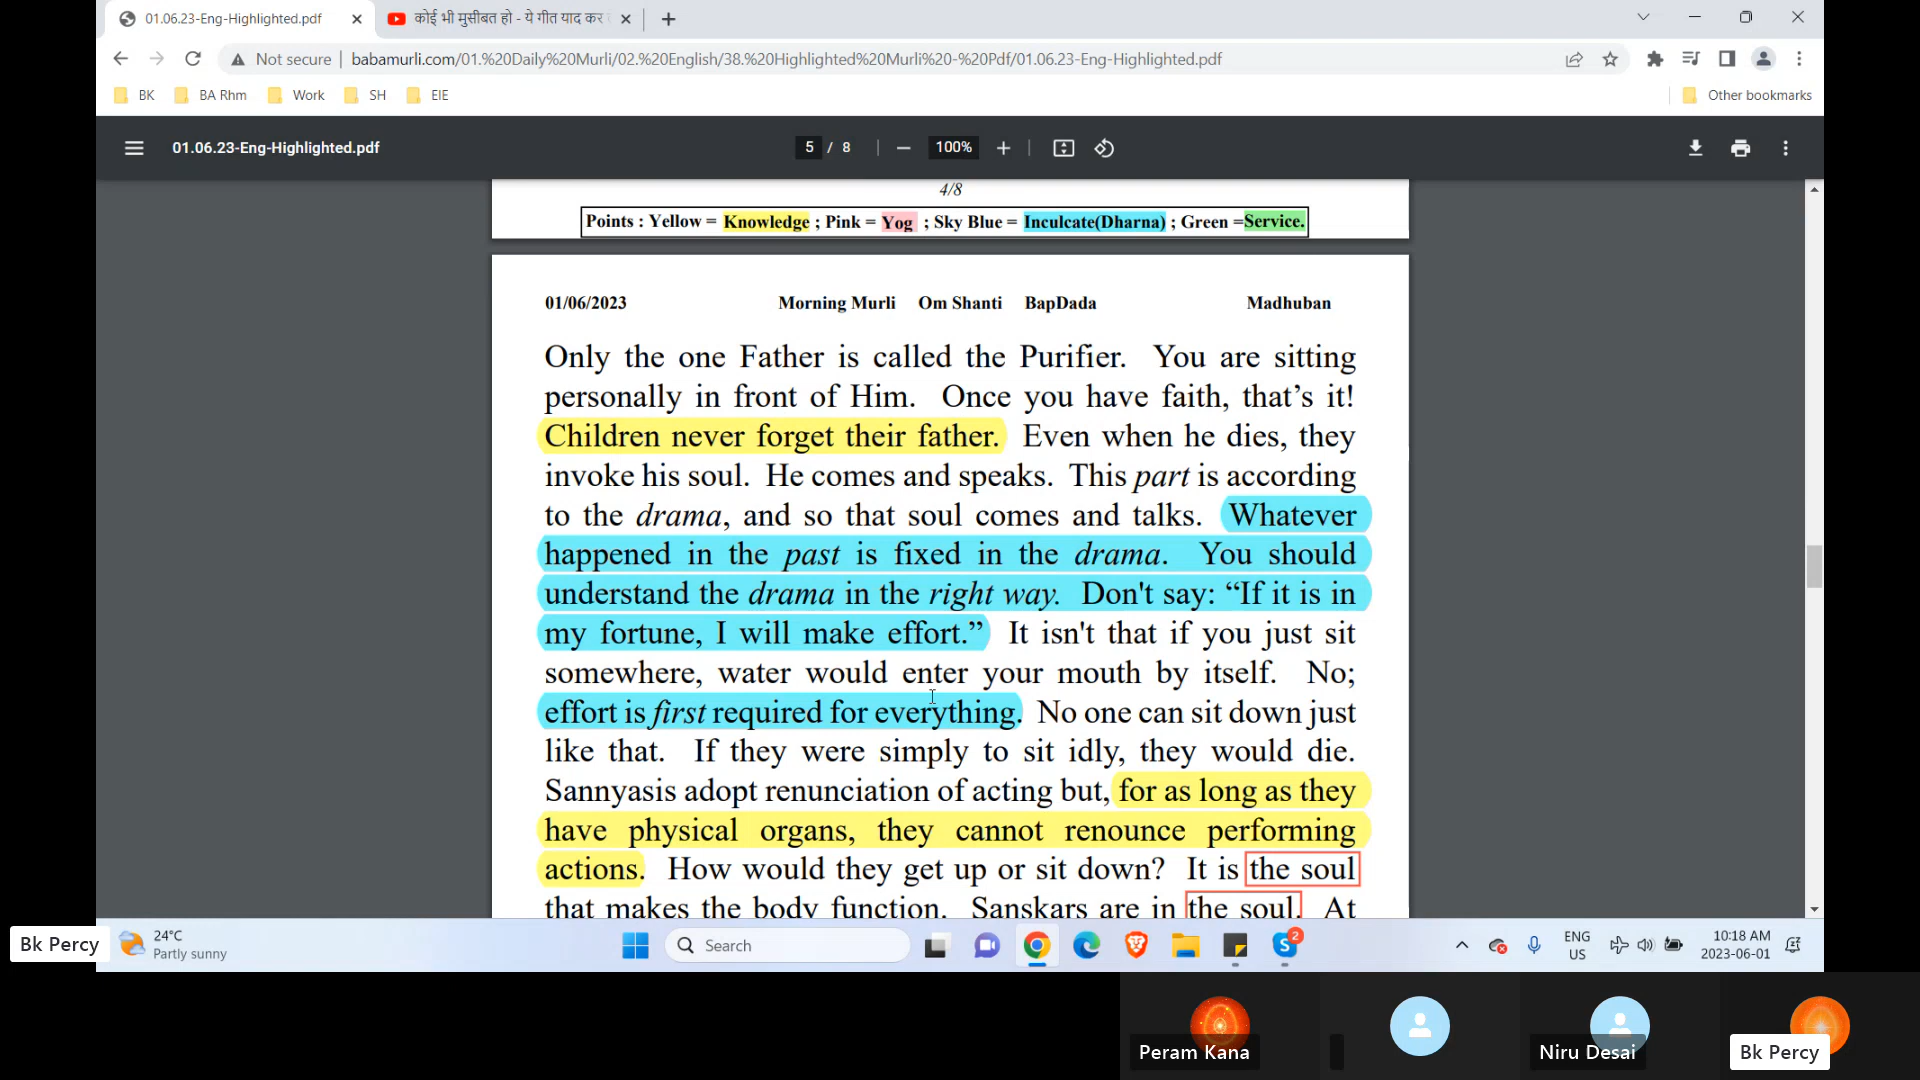 01.06.23-Eng-Highlighted.pdf
कोई भी मुसीबत हो - ये गीत याद कर
Not secure
babamurli.com/01.%20Daily%20Murli/02.%20English/38.%20Highlighted%20Murli%20-%20Pdf/01.06.23-Eng-Highlighted.pdf
BK
BA Rhm
Work
SH
EIE
Other bookmarks
01.06.23-Eng-Highlighted.pdf
5 / 8
100%
4/8
Points : Yellow = Knowledge ; Pink = Yog ; Sky Blue = Inculcate(Dharna) ; Green =Service.
01/06/2023 Morning Murli Om Shanti BapDada Madhuban
Only the one Father is called the Purifier. You are sitting
personally in front of Him. Once you have faith, that’s it!
Children never forget their father. Even when he dies, they
invoke his soul. He comes and speaks. This part is according
to the drama, and so that soul comes and talks. Whatever
happened in the past is fixed in the drama. You should
understand the drama in the right way. Don't say: “If it is in
my fortune, I will make effort.” It isn't that if you just sit
somewhere, water would enter your mouth by itself. No;
effort is first required for everything. No one can sit down just
like that. If they were simply to sit idly, they would die.
Sannyasis adopt renunciation of acting but, for as long as they
have physical organs, they cannot renounce performing
actions. How would they get up or sit down? It is the soul
that makes the body function. Sanskars are in the soul. At
Bk Percy
24°C
Partly sunny
Search
2
ENG
US
10:18 AM
2023-06-01
Peram Kana
Niru Desai
Bk Percy